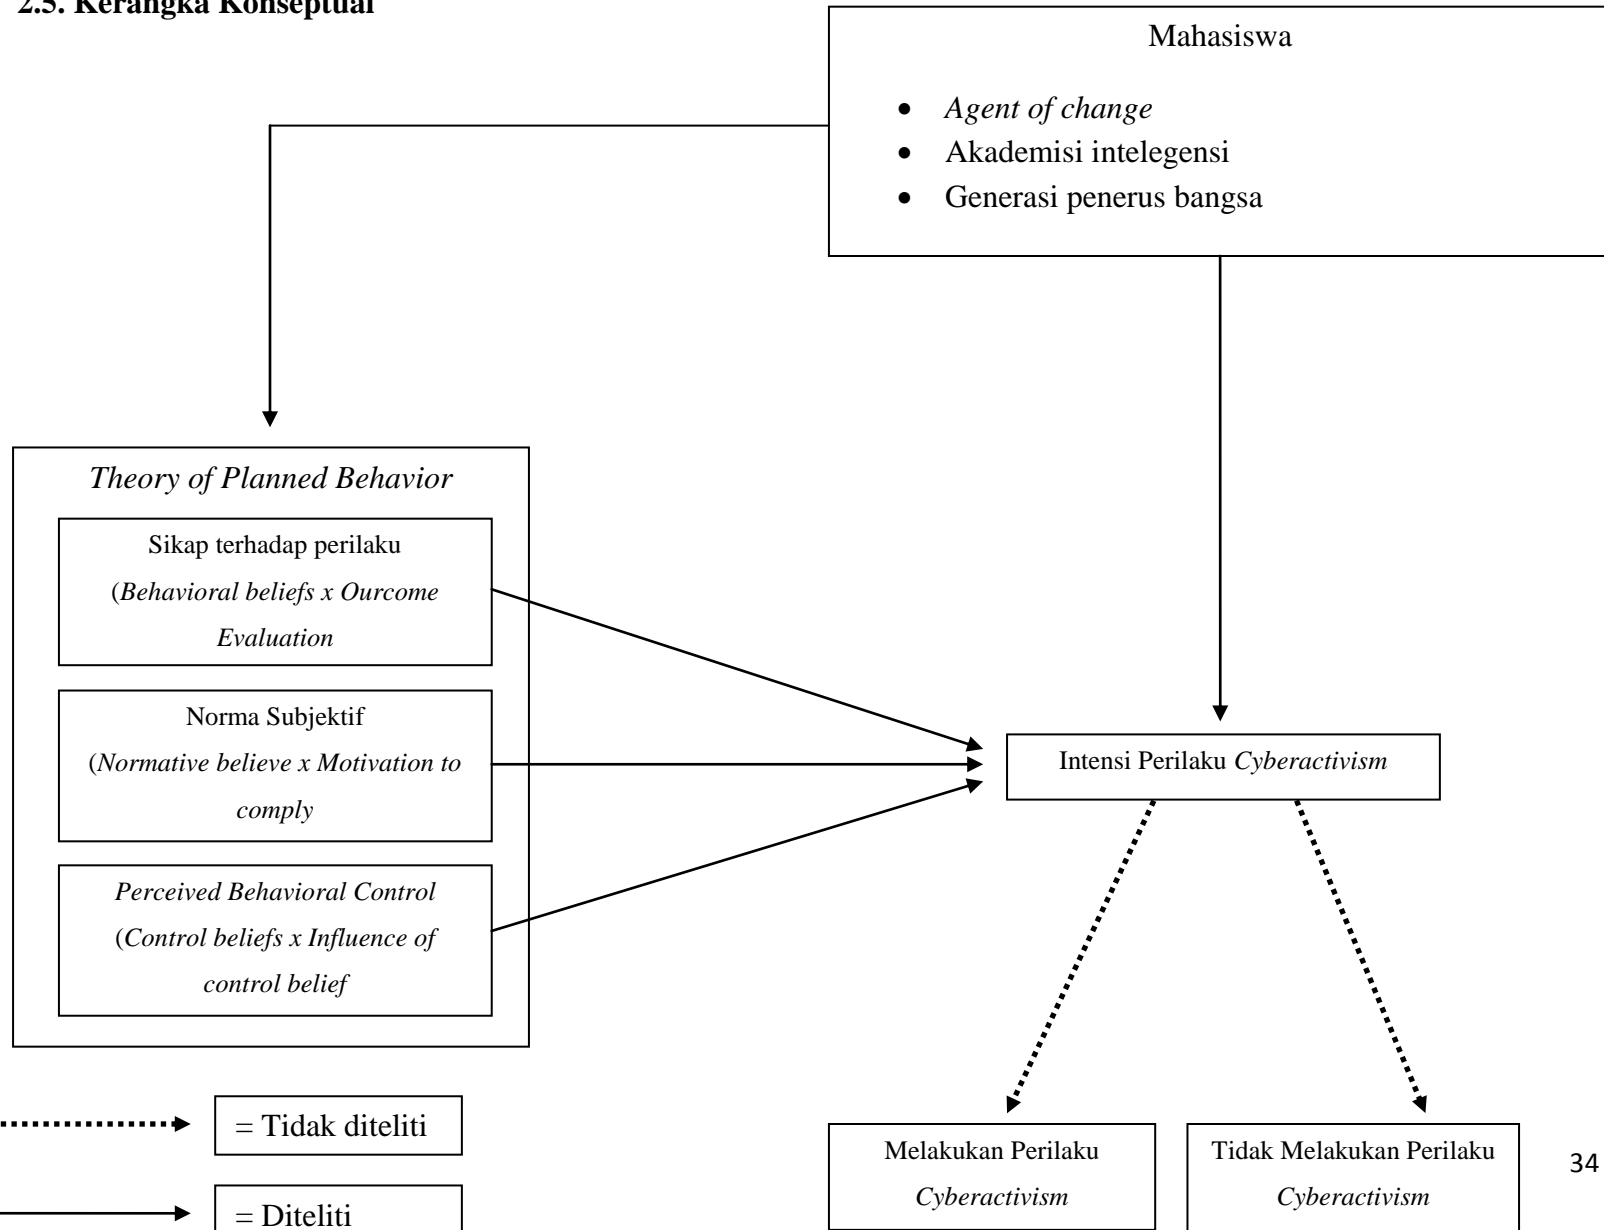 2.5. Kerangka Konseptual
Mahasiswa
• Agent of change
• Akademisi intelegensi
• Generasi penerus bangsa
Theory of Planned Behavior
Sikap terhadap perilaku
(Behavioral beliefs x Ourcome
Evaluation
Norma Subjektif
(Normative believe x Motivation to
comply
Perceived Behavioral Control
(Control beliefs x Influence of
control belief
Intensi Perilaku Cyberactivism
Melakukan Perilaku
Cyberactivism
Tidak Melakukan Perilaku
Cyberactivism
= Tidak diteliti
= Diteliti
34